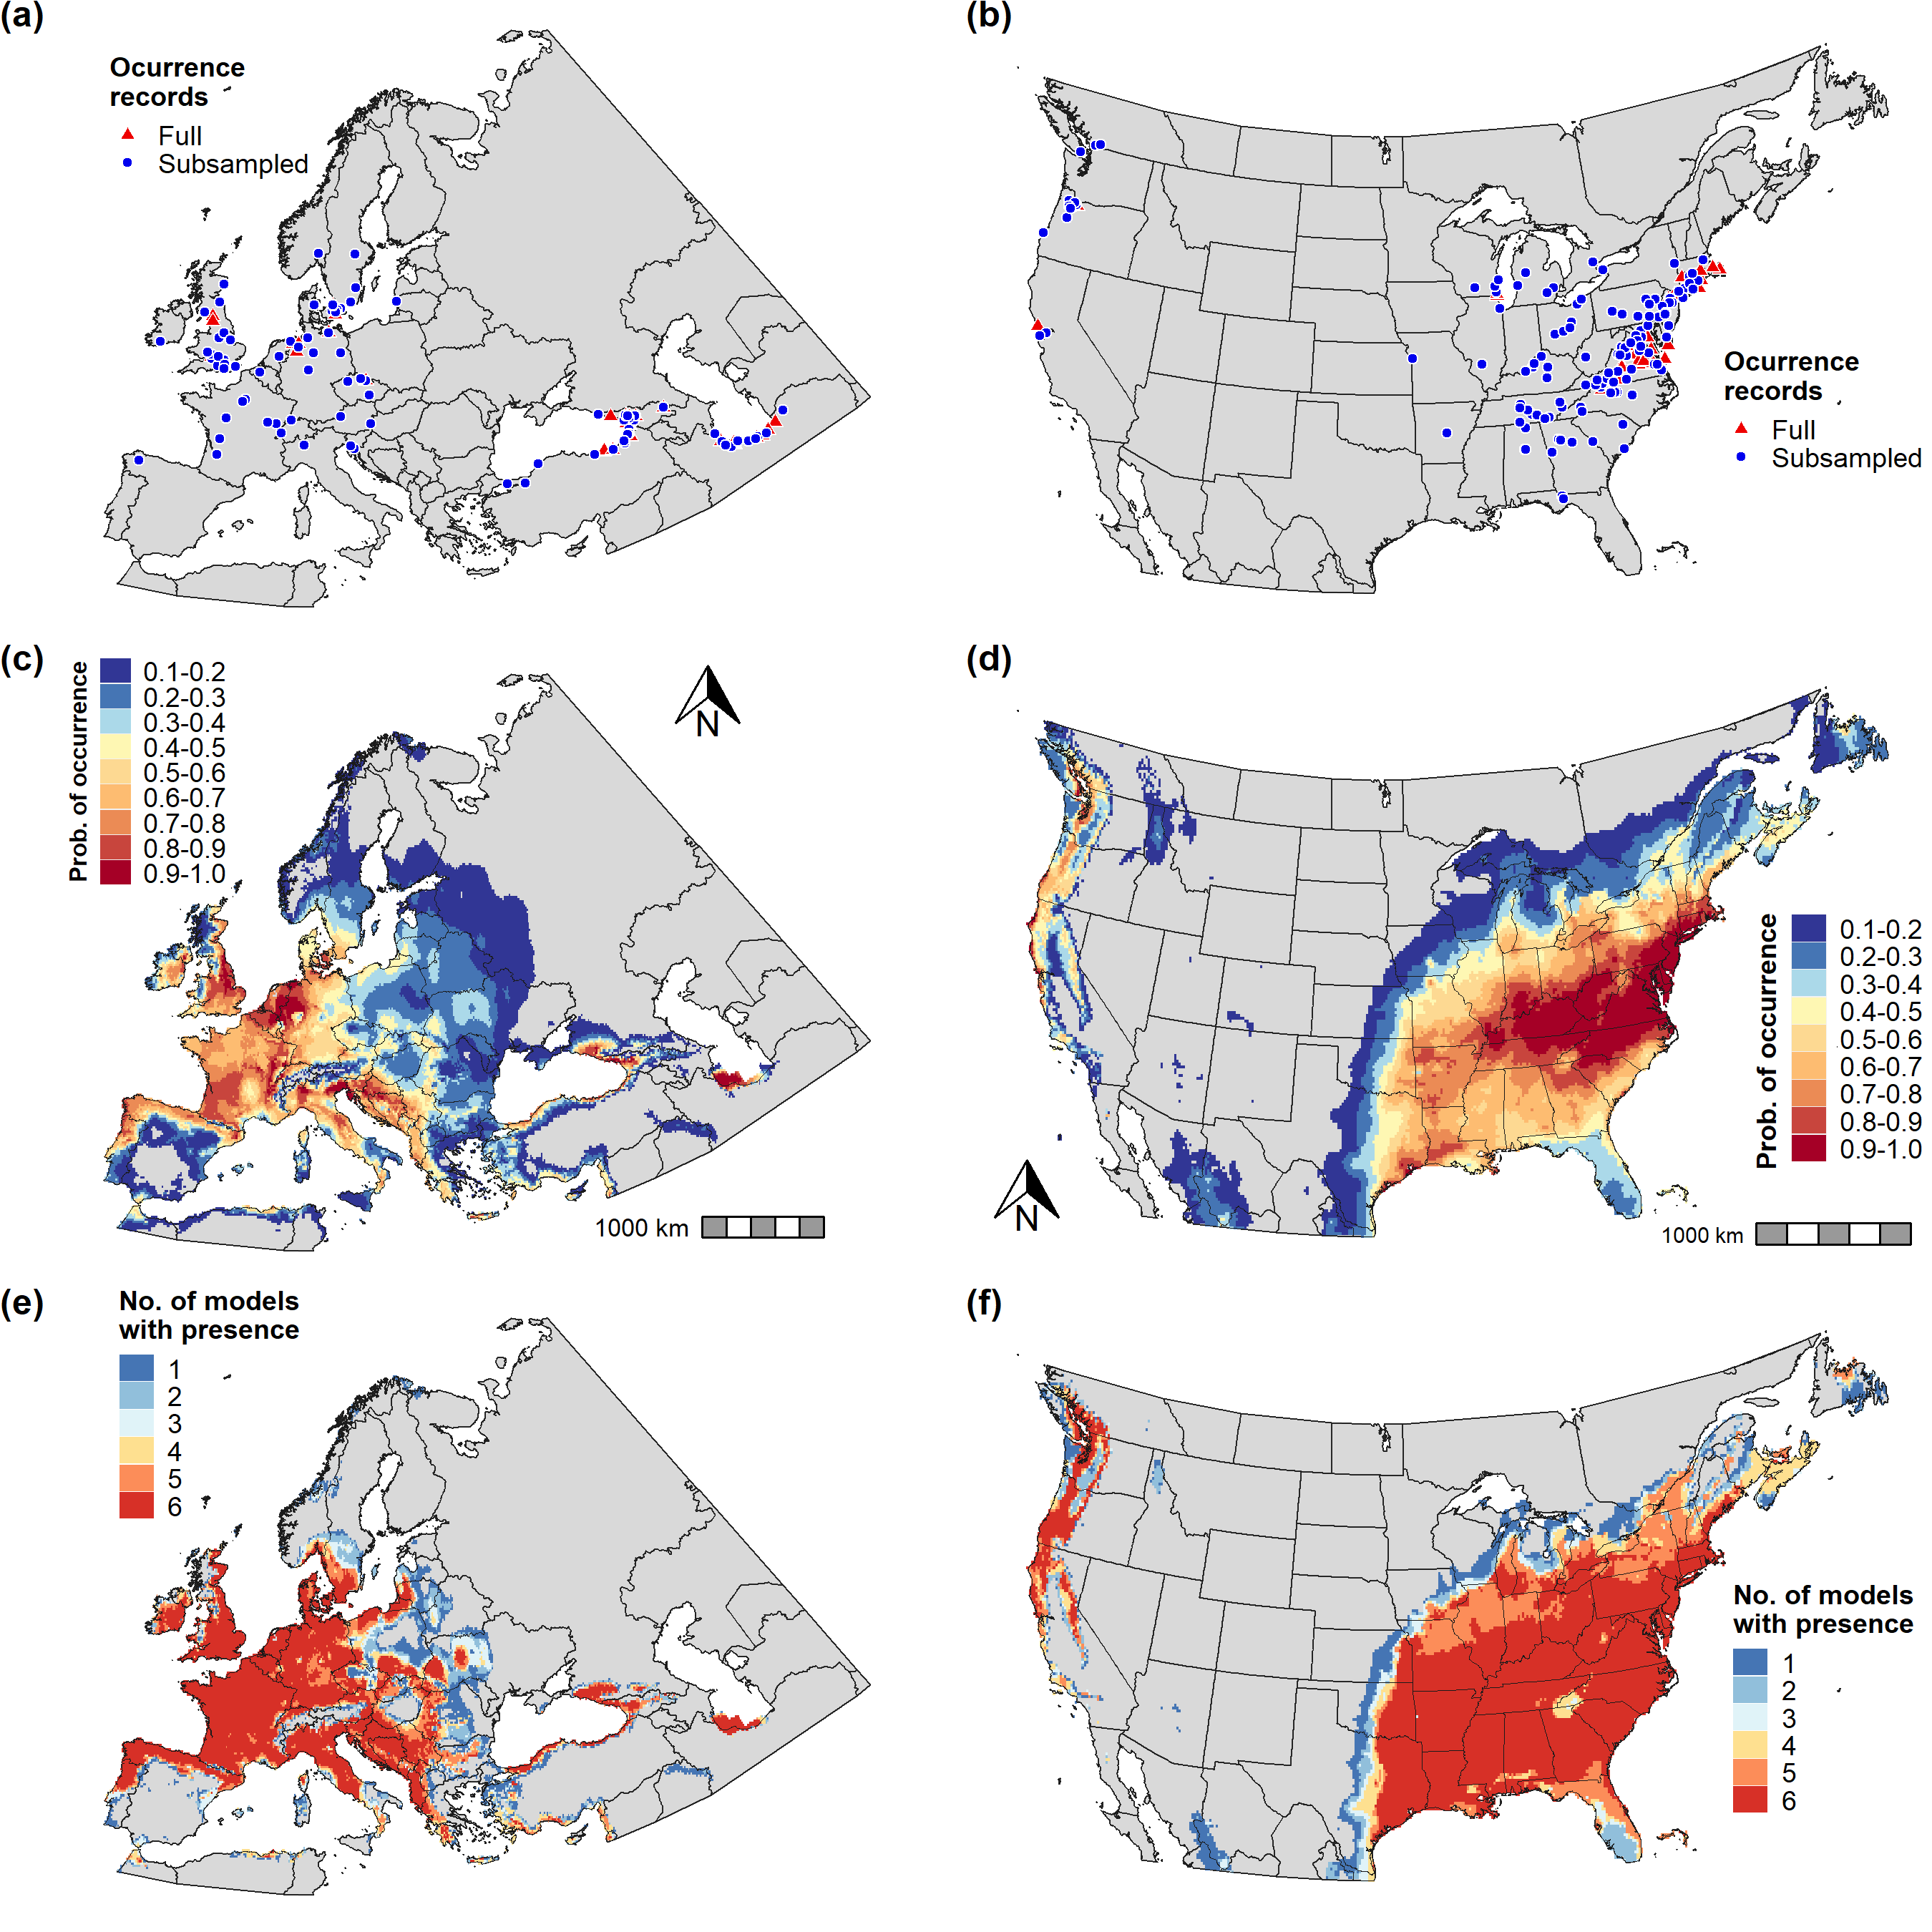 (a)
Ocurrence
records
Full
Subsampled
(b)
Ocurrence
records
Full
Subsampled
(c)
Prob. of occurrence
0.1-0.2
0.2-0.3
0.3-0.4
0.4-0.5
0.5-0.6
0.6-0.7
0.7-0.8
0.8-0.9
0.9-1.0
N
1000 km
(d)
Prob. of occurrence
0.1-0.2
0.2-0.3
0.3-0.4
0.4-0.5
0.5-0.6
0.6-0.7
0.7-0.8
0.8-0.9
0.9-1.0
N
1000 km
(e)
No. of models
with presence
1
2
3
4
5
6
(f)
No. of models
with presence
1
2
3
4
5
6